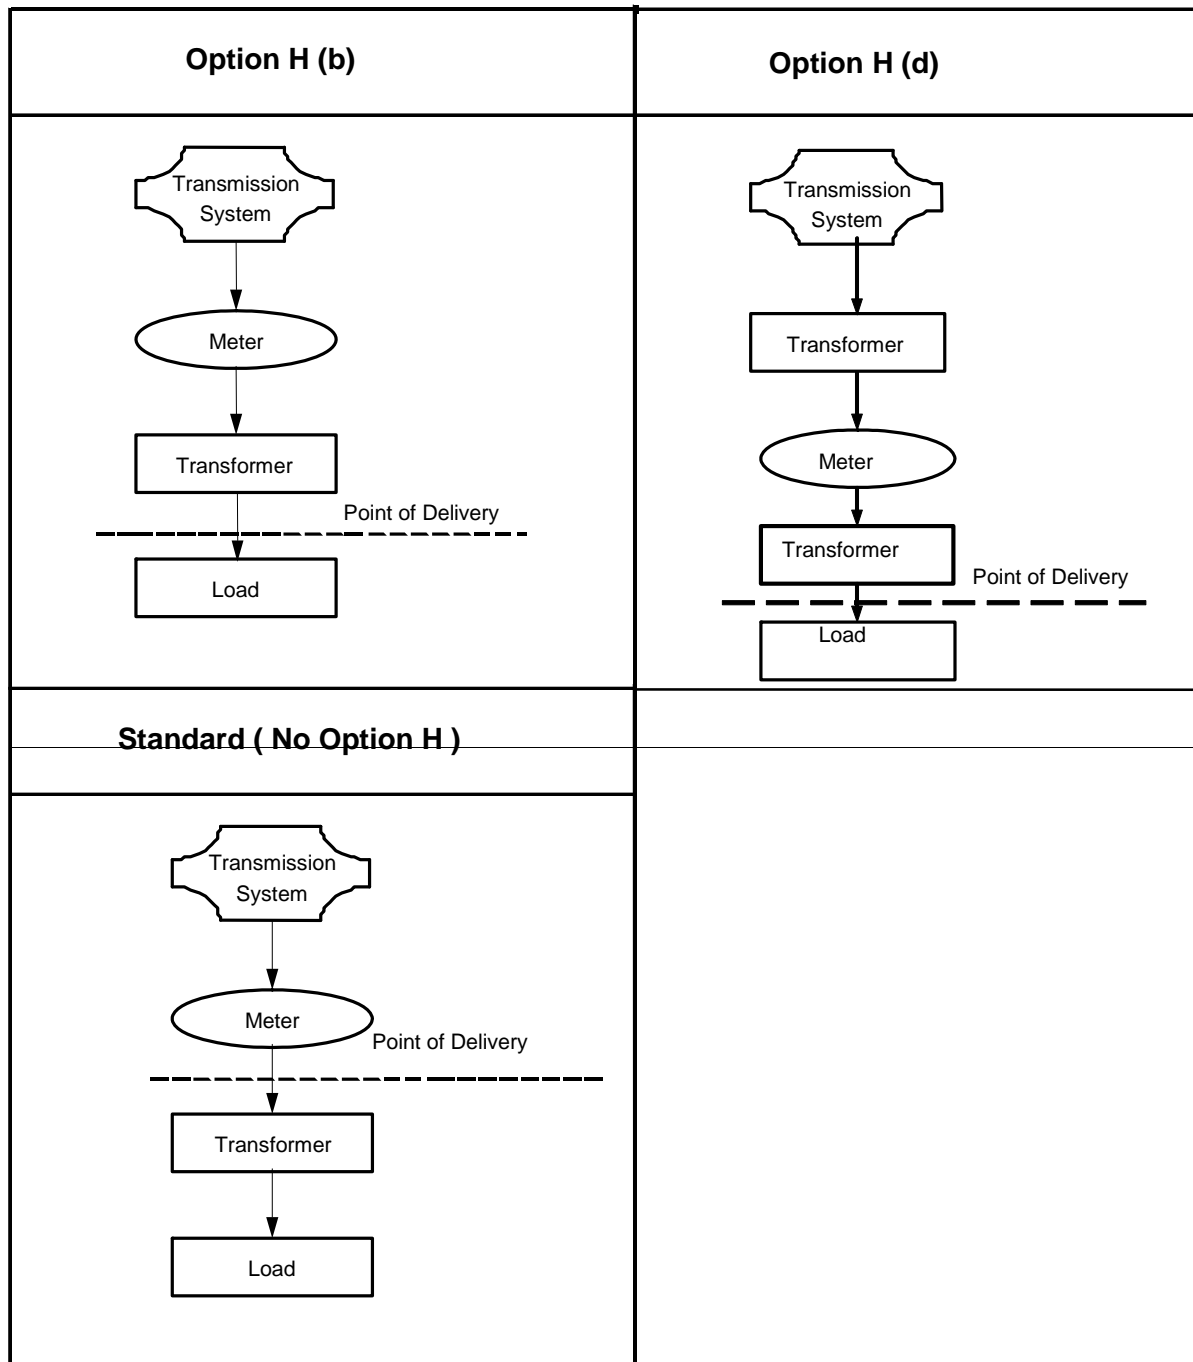 Option H (b)
Transmission
System
Meter
Transformer
Point of Delivery
Load
Option H (d)
Transmission
System
Transformer
Meter
Transformer
Point of Delivery
Load
Standard ( No Option H )
Transmission
System
Meter
Point of Delivery
Transformer
Load